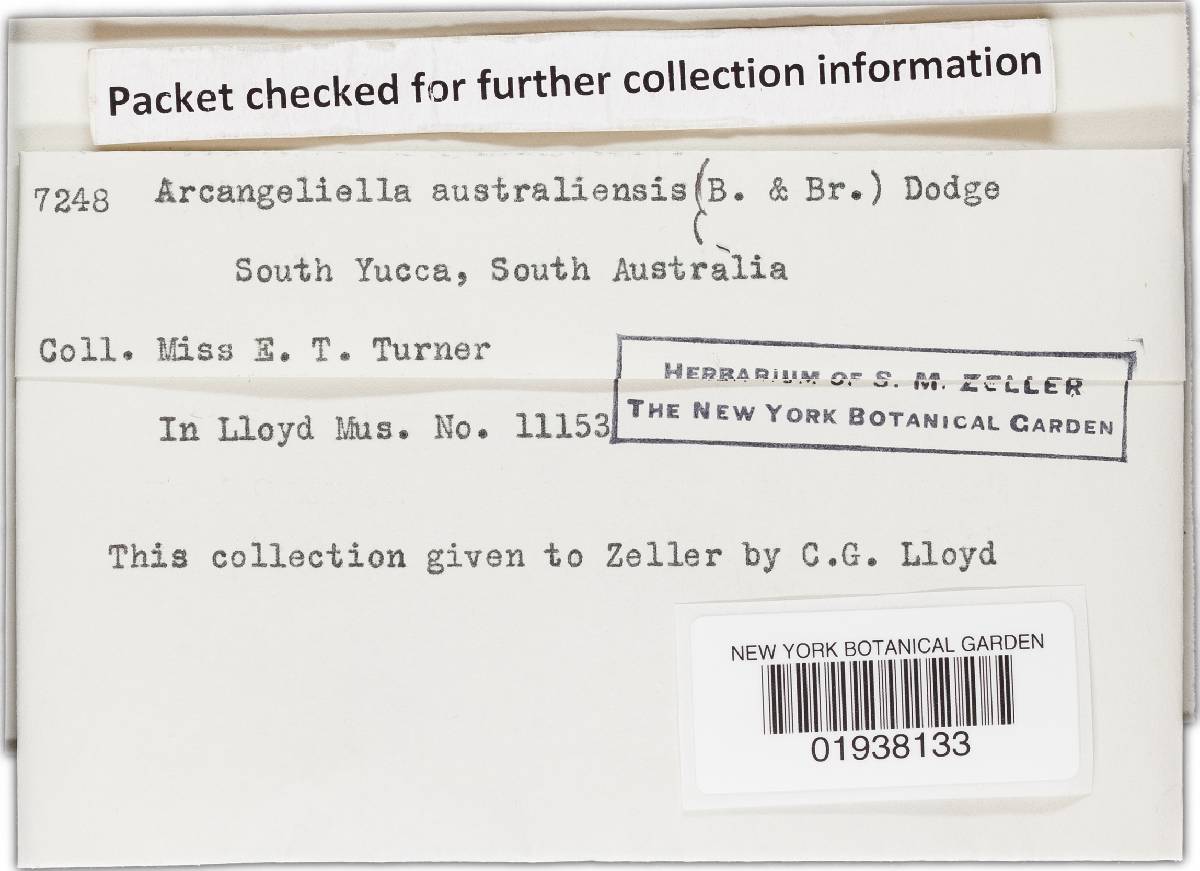 Packet checked for further collection information
7248 Arcangeliella australiensis (B. & Br.) Dodge
South Yucca, South Australia
Coll. Miss E. T. Turner
HERBARIUM OF S. M. ZELLER
THE NEW YORK BOTANICAL GARDEN
In Lloyd Mus. No. 11153
This collection given to Zeller by C.G. Lloyd
NEW YORK BOTANICAL GARDEN
01938133